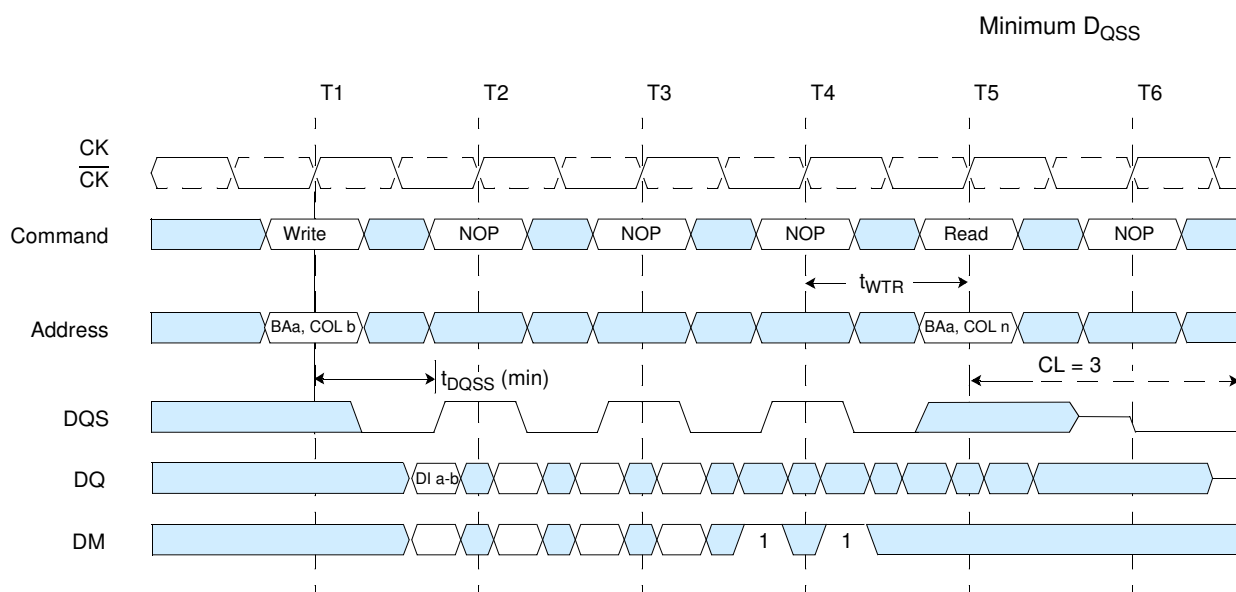 Minimum DQSS
T1 T2 T3 T4 T5 T6
CK
CK
Command Write NOP NOP NOP Read NOP
tWTR
Address BAa, COL b BAa, COL n
tDQSS (min) CL = 3
DQS
DQ DI a-b
DM 1 1